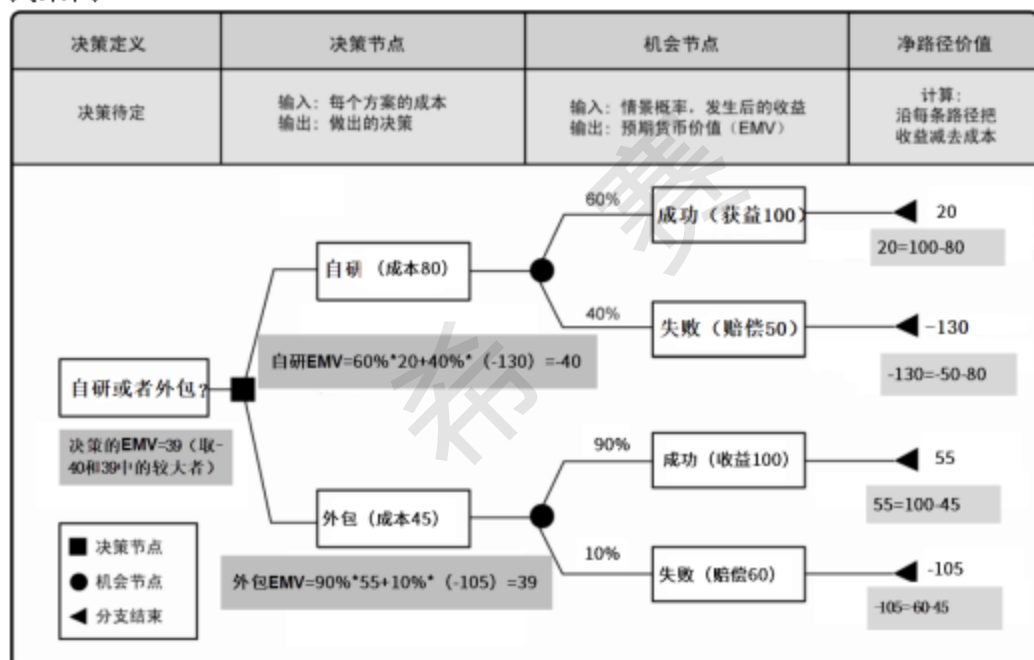 决策定义
决策节点
机会节点
净路径价值
决策待定
输入：每个方案的成本
输出：做出的决策
输入：情景概率，发生后的收益
输出：预期货币价值（EMV）
计算：
沿每条路径把
收益减去成本
60%
成功（获益100）
20
20=100-80
自研（成本80）
40%
失败（赔偿50）
-130
-130=-50-80
自研EMV=60%*20+40%*（-130）=-40
自研或者外包？
决策的EMV=39（取-
40和39中的较大者）
90%
成功（收益100）
55
55=100-45
外包（成本45）
10%
失败（赔偿60）
-105
-105=-60-45
外包EMV=90%*55+10%*（-105）=39
决策节点
机会节点
分支结束
希赛